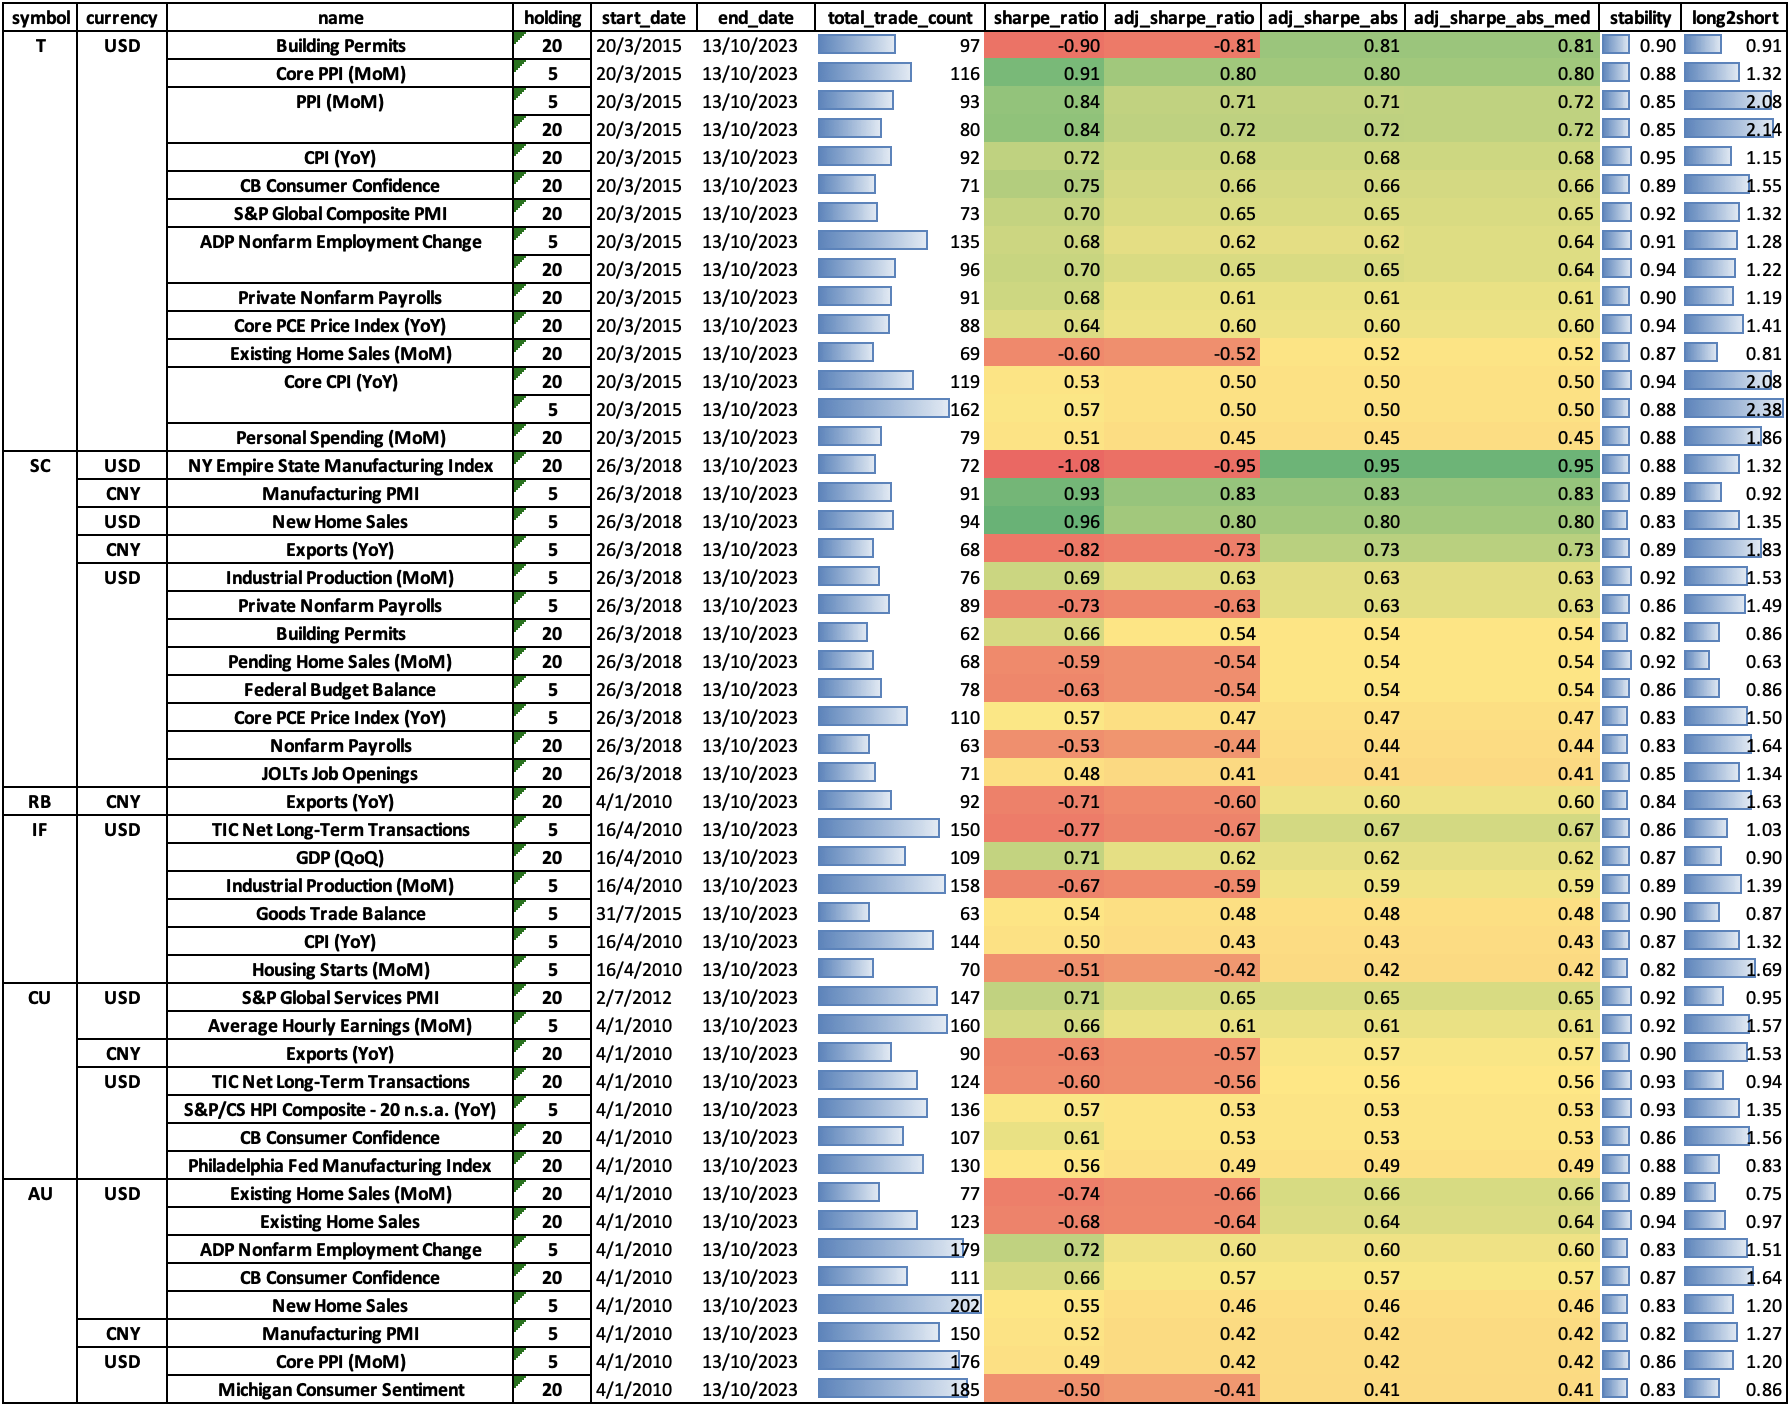 symbol currency name holding start_date end_date total_trade_count sharpe_ratio adj_sharpe_ratio adj_sharpe_abs adj_sharpe_abs_med stability long2short
T USD Building Permits 20 20/3/2015 13/10/2023 97 -0.90 -0.81 0.81 0.81 0.90 0.91
Core PPI (MoM) 5 20/3/2015 13/10/2023 116 0.91 0.80 0.80 0.80 0.88 1.32
PPI (MoM) 5 20/3/2015 13/10/2023 93 0.84 0.71 0.71 0.72 0.85 2.08
20 20/3/2015 13/10/2023 80 0.84 0.72 0.72 0.72 0.85 2.14
CPI (YoY) 20 20/3/2015 13/10/2023 92 0.72 0.68 0.68 0.68 0.95 1.15
CB Consumer Confidence 20 20/3/2015 13/10/2023 71 0.75 0.66 0.66 0.66 0.89 1.55
S&P Global Composite PMI 20 20/3/2015 13/10/2023 73 0.70 0.65 0.65 0.65 0.92 1.32
ADP Nonfarm Employment Change 5 20/3/2015 13/10/2023 135 0.68 0.62 0.62 0.64 0.91 1.28
20 20/3/2015 13/10/2023 96 0.70 0.65 0.65 0.64 0.94 1.22
Private Nonfarm Payrolls 20 20/3/2015 13/10/2023 91 0.68 0.61 0.61 0.61 0.90 1.19
Core PCE Price Index (YoY) 20 20/3/2015 13/10/2023 88 0.64 0.60 0.60 0.60 0.94 1.41
Existing Home Sales (MoM) 20 20/3/2015 13/10/2023 69 -0.60 -0.52 0.52 0.52 0.87 0.81
Core CPI (YoY) 20 20/3/2015 13/10/2023 119 0.53 0.50 0.50 0.50 0.94 2.08
5 20/3/2015 13/10/2023 162 0.57 0.50 0.50 0.50 0.88 2.38
Personal Spending (MoM) 20 20/3/2015 13/10/2023 79 0.51 0.45 0.45 0.45 0.88 1.86
SC USD NY Empire State Manufacturing Index 20 26/3/2018 13/10/2023 72 -1.08 -0.95 0.95 0.95 0.88 1.32
CNY Manufacturing PMI 5 26/3/2018 13/10/2023 91 0.93 0.83 0.83 0.83 0.89 0.92
USD New Home Sales 5 26/3/2018 13/10/2023 94 0.96 0.80 0.80 0.80 0.83 1.35
CNY Exports (YoY) 5 26/3/2018 13/10/2023 68 -0.82 -0.73 0.73 0.73 0.89 1.83
USD Industrial Production (MoM) 5 26/3/2018 13/10/2023 76 0.69 0.63 0.63 0.63 0.92 1.53
Private Nonfarm Payrolls 5 26/3/2018 13/10/2023 89 -0.73 -0.63 0.63 0.63 0.86 1.49
Building Permits 20 26/3/2018 13/10/2023 62 0.66 0.54 0.54 0.54 0.82 0.86
Pending Home Sales (MoM) 20 26/3/2018 13/10/2023 68 -0.59 -0.54 0.54 0.54 0.92 0.63
Federal Budget Balance 5 26/3/2018 13/10/2023 78 -0.63 -0.54 0.54 0.54 0.86 0.86
Core PCE Price Index (YoY) 5 26/3/2018 13/10/2023 110 0.57 0.47 0.47 0.47 0.83 1.50
Nonfarm Payrolls 20 26/3/2018 13/10/2023 63 -0.53 -0.44 0.44 0.44 0.83 1.64
JOLTs Job Openings 20 26/3/2018 13/10/2023 71 0.48 0.41 0.41 0.41 0.85 1.34
RB CNY Exports (YoY) 20 4/1/2010 13/10/2023 92 -0.71 -0.60 0.60 0.60 0.84 1.63
IF USD TIC Net Long-Term Transactions 5 16/4/2010 13/10/2023 150 -0.77 -0.67 0.67 0.67 0.86 1.03
GDP (QoQ) 20 16/4/2010 13/10/2023 109 0.71 0.62 0.62 0.62 0.87 0.90
Industrial Production (MoM) 5 16/4/2010 13/10/2023 158 -0.67 -0.59 0.59 0.59 0.89 1.39
Goods Trade Balance 5 31/7/2015 13/10/2023 63 0.54 0.48 0.48 0.48 0.90 0.87
CPI (YoY) 5 16/4/2010 13/10/2023 144 0.50 0.43 0.43 0.43 0.87 1.32
Housing Starts (MoM) 5 16/4/2010 13/10/2023 70 -0.51 -0.42 0.42 0.42 0.82 1.69
CU USD S&P Global Services PMI 20 2/7/2012 13/10/2023 147 0.71 0.65 0.65 0.65 0.92 0.95
Average Hourly Earnings (MoM) 5 4/1/2010 13/10/2023 160 0.66 0.61 0.61 0.61 0.92 1.57
CNY Exports (YoY) 20 4/1/2010 13/10/2023 90 -0.63 -0.57 0.57 0.57 0.90 1.53
USD TIC Net Long-Term Transactions 20 4/1/2010 13/10/2023 124 -0.60 -0.56 0.56 0.56 0.93 0.94
S&P/CS HPI Composite - 20 n.s.a. (YoY) 5 4/1/2010 13/10/2023 136 0.57 0.53 0.53 0.53 0.93 1.35
CB Consumer Confidence 20 4/1/2010 13/10/2023 107 0.61 0.53 0.53 0.53 0.86 1.56
Philadelphia Fed Manufacturing Index 20 4/1/2010 13/10/2023 130 0.56 0.49 0.49 0.49 0.88 0.83
AU USD Existing Home Sales (MoM) 20 4/1/2010 13/10/2023 77 -0.74 -0.66 0.66 0.66 0.89 0.75
Existing Home Sales 20 4/1/2010 13/10/2023 123 -0.68 -0.64 0.64 0.64 0.94 0.97
ADP Nonfarm Employment Change 5 4/1/2010 13/10/2023 179 0.72 0.60 0.60 0.60 0.83 1.51
CB Consumer Confidence 20 4/1/2010 13/10/2023 111 0.66 0.57 0.57 0.57 0.87 1.64
New Home Sales 5 4/1/2010 13/10/2023 202 0.55 0.46 0.46 0.46 0.83 1.20
CNY Manufacturing PMI 5 4/1/2010 13/10/2023 150 0.52 0.42 0.42 0.42 0.82 1.27
USD Core PPI (MoM) 5 4/1/2010 13/10/2023 176 0.49 0.42 0.42 0.42 0.86 1.20
Michigan Consumer Sentiment 20 4/1/2010 13/10/2023 185 -0.50 -0.41 0.41 0.41 0.83 0.86